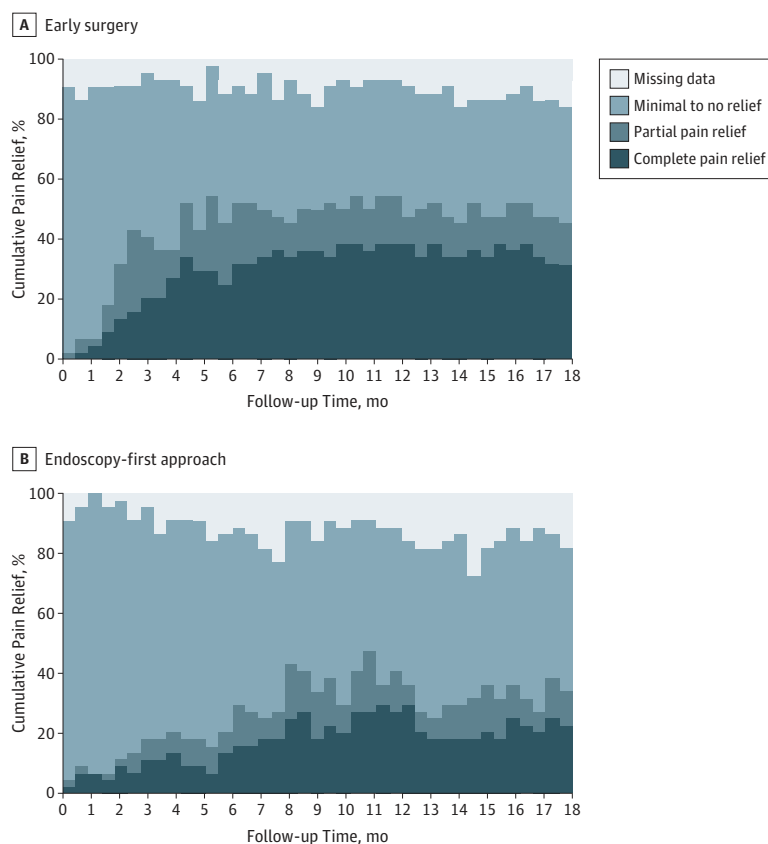 A Early surgery
100
80
60
40
20
0
Cumulative Pain Relief, %
0 1 2 3 4 5 6 7 8 9 10 11 12 13 14 15 16 17 18
Follow-up Time, mo
Missing data
Minimal to no relief
Partial pain relief
Complete pain relief
B Endoscopy-first approach
100
80
60
40
20
0
Cumulative Pain Relief, %
0 1 2 3 4 5 6 7 8 9 10 11 12 13 14 15 16 17 18
Follow-up Time, mo